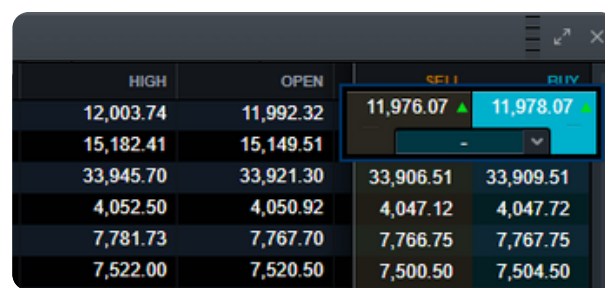 HIGH OPEN SELL BUY
12,003.74 11,992.32 11,976.07 11,978.07
15,182.41 15,149.51 -
33,945.70 33,921.30 33,906.51 33,909.51
4,052.50 4,050.92 4,047.12 4,047.72
7,781.73 7,767.70 7,766.75 7,767.75
7,522.00 7,520.50 7,500.50 7,504.50